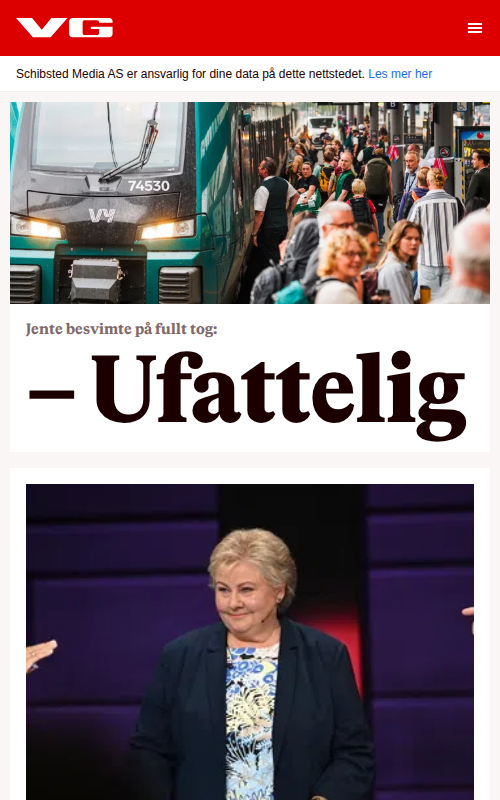 VG
Schibsted Media AS er ansvarlig for dine data på dette nettstedet. Les mer her
74530
VY
Jente besvimte på fullt tog:
– Ufattelig